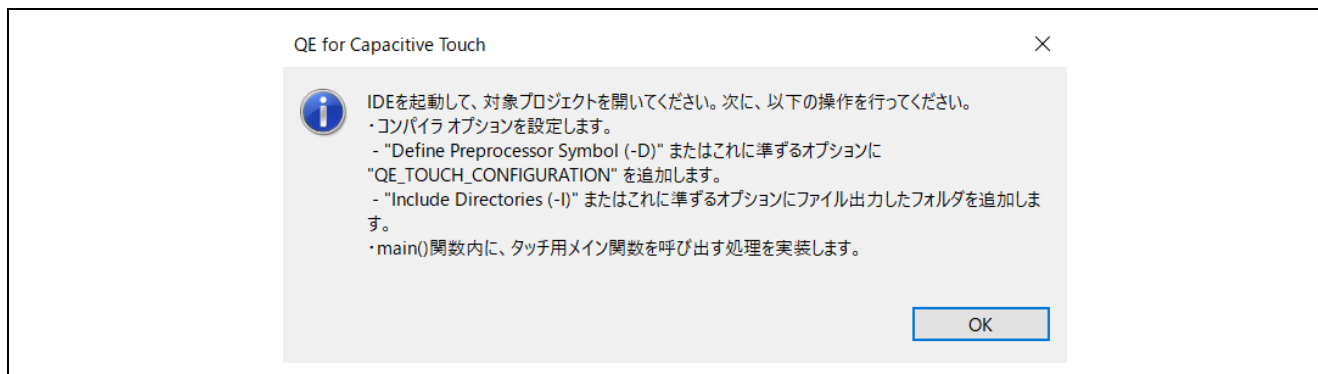 QE for Capacitive Touch
IDEを起動して、対象プロジェクトを開いてください。次に、以下の操作を行ってください。
・コンパイラ オプションを設定します。
- "Define Preprocessor Symbol (-D)" またはこれに準ずるオプションに
"QE_TOUCH_CONFIGURATION" を追加します。
- "Include Directories (-I)" またはこれに準ずるオプションにファイル出力したフォルダを追加しま
す。
・main()関数内に、タッチ用メイン関数を呼び出す処理を実装します。
OK